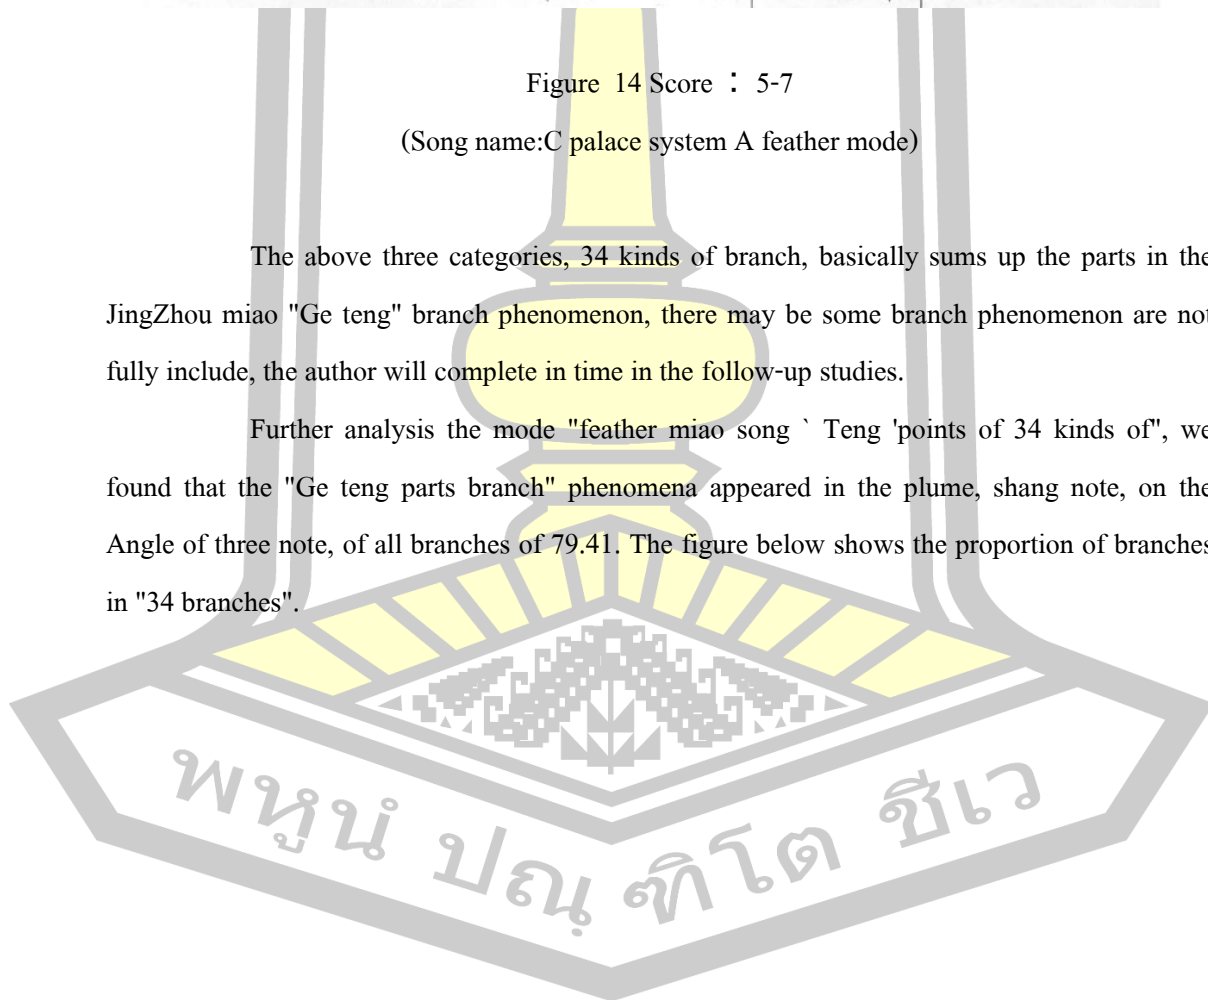 Figure 14 Score : 5-7
(Song name:C palace system A feather mode)
The above three categories, 34 kinds of branch, basically sums up the parts in the
JingZhou miao "Ge teng" branch phenomenon, there may be some branch phenomenon are not
fully include, the author will complete in time in the follow-up studies.
Further analysis the mode "feather miao song ` Teng 'points of 34 kinds of", we
found that the "Ge teng parts branch" phenomena appeared in the plume, shang note, on the
Angle of three note, of all branches of 79.41. The figure below shows the proportion of branches
in "34 branches".
พหูนํ ปณฺฑิโต ชีเว